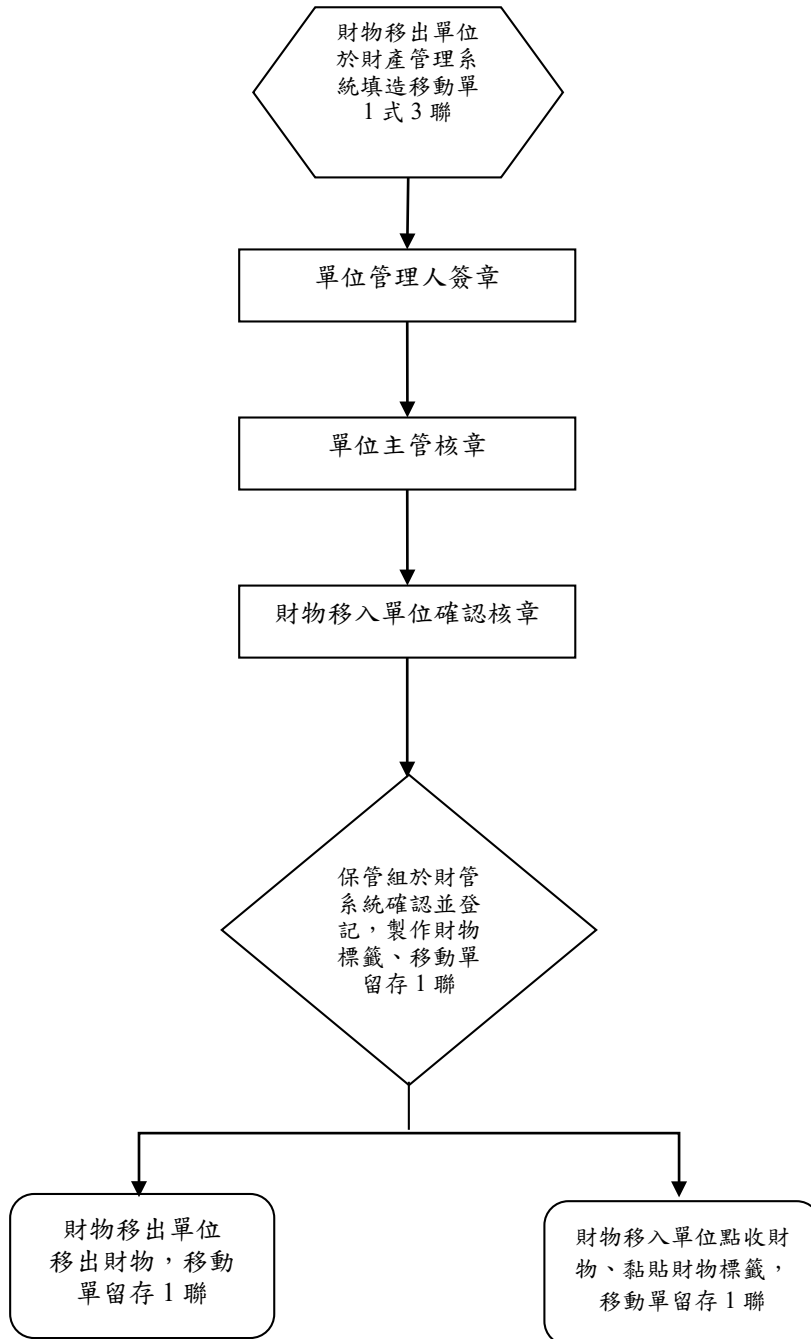 財物移出單位
於財產管理系
統填造移動單
1 式 3 聯
單位管理人簽章
單位主管核章
財物移入單位確認核章
保管組於財管
系統確認並登
記，製作財物
標籤、移動單
留存 1 聯
財物移出單位
移出財物，移動
單留存 1 聯
財物移入單位點收財
物、黏貼財物標籤，
移動單留存 1 聯